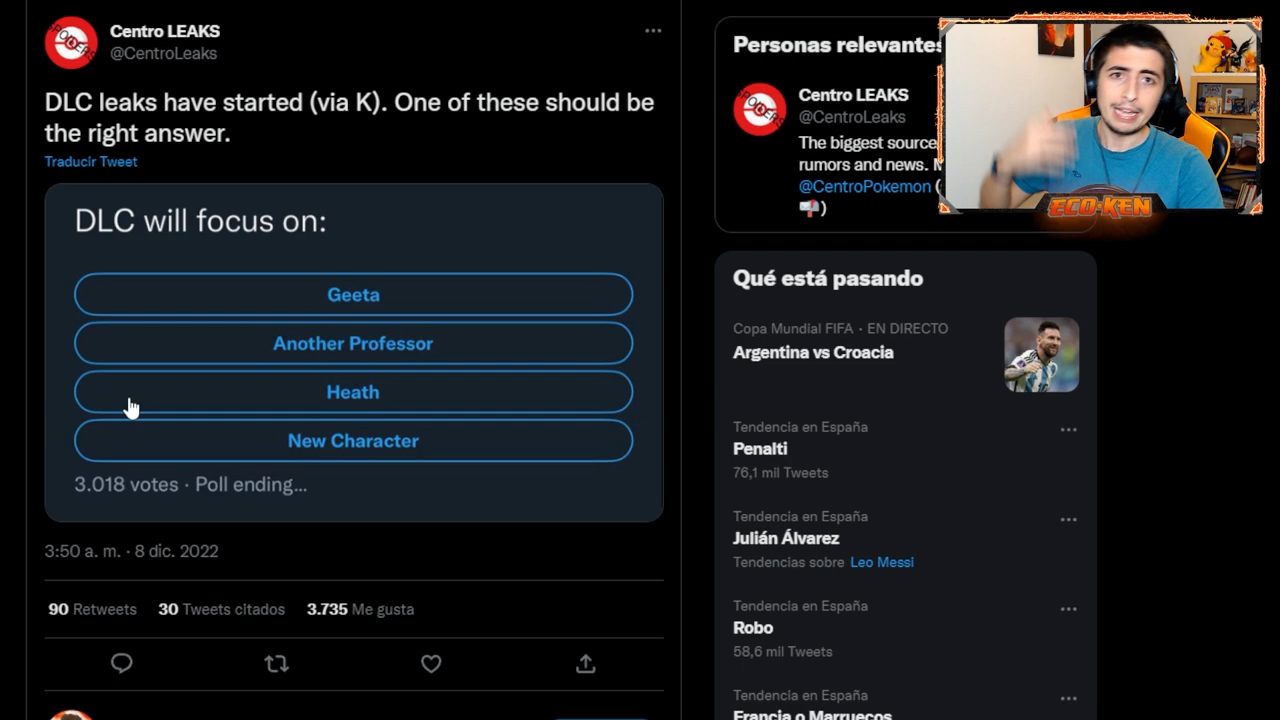 Centro LEAKS
@CentroLeaks
DLC leaks have started (via K). One of these should be
the right answer.
Traducir Tweet
DLC will focus on:
Geeta
Another Professor
Heath
New Character
3.018 votes · Poll ending...
3:50 a. m. · 8 dic. 2022
90 Retweets 30 Tweets citados 3.735 Me gusta
Personas relevantes
Centro LEAKS
@CentroLeaks
The biggest source
rumors and news.
@CentroPokemon (
)
ECO-KEN
Qué está pasando
Copa Mundial FIFA · EN DIRECTO
Argentina vs Croacia
Tendencia en España
Penalti
76,1 mil Tweets
Tendencia en España
Julián Álvarez
Tendencias sobre Leo Messi
Tendencia en España
Robo
58,6 mil Tweets
Tendencia en España
Francia o Marruecos